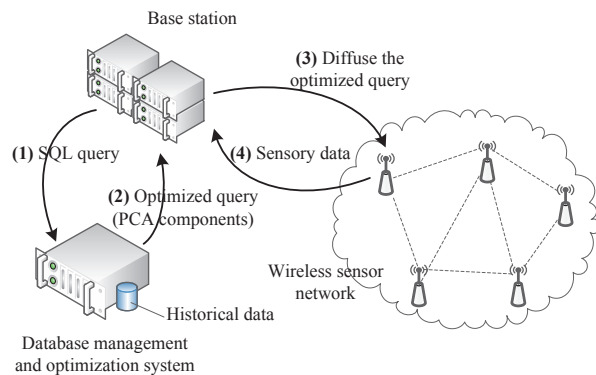 Base station
(3) Diffuse the
optimized query
(1) SQL query
(4) Sensory data
(2) Optimized query
(PCA components)
Wireless sensor
network
Historical data
Database management
and optimization system